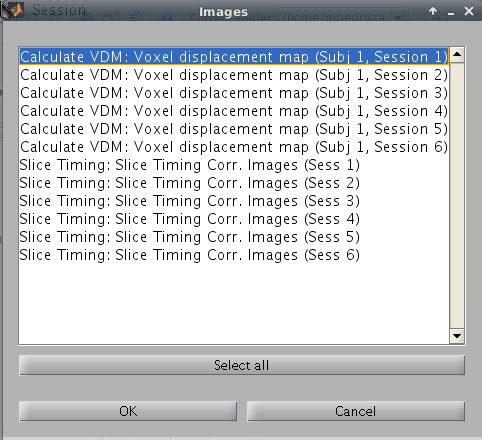 Session
der: /home/mpedroza
Images
Calculate VDM: Voxel displacement map (Subj 1, Session 1)
Calculate VDM: Voxel displacement map (Subj 1, Session 2)
Calculate VDM: Voxel displacement map (Subj 1, Session 3)
Calculate VDM: Voxel displacement map (Subj 1, Session 4)
Calculate VDM: Voxel displacement map (Subj 1, Session 5)
Calculate VDM: Voxel displacement map (Subj 1, Session 6)
Slice Timing: Slice Timing Corr. Images (Sess 1)
Slice Timing: Slice Timing Corr. Images (Sess 2)
Slice Timing: Slice Timing Corr. Images (Sess 3)
Slice Timing: Slice Timing Corr. Images (Sess 4)
Slice Timing: Slice Timing Corr. Images (Sess 5)
Slice Timing: Slice Timing Corr. Images (Sess 6)
Select all
OK
Cancel